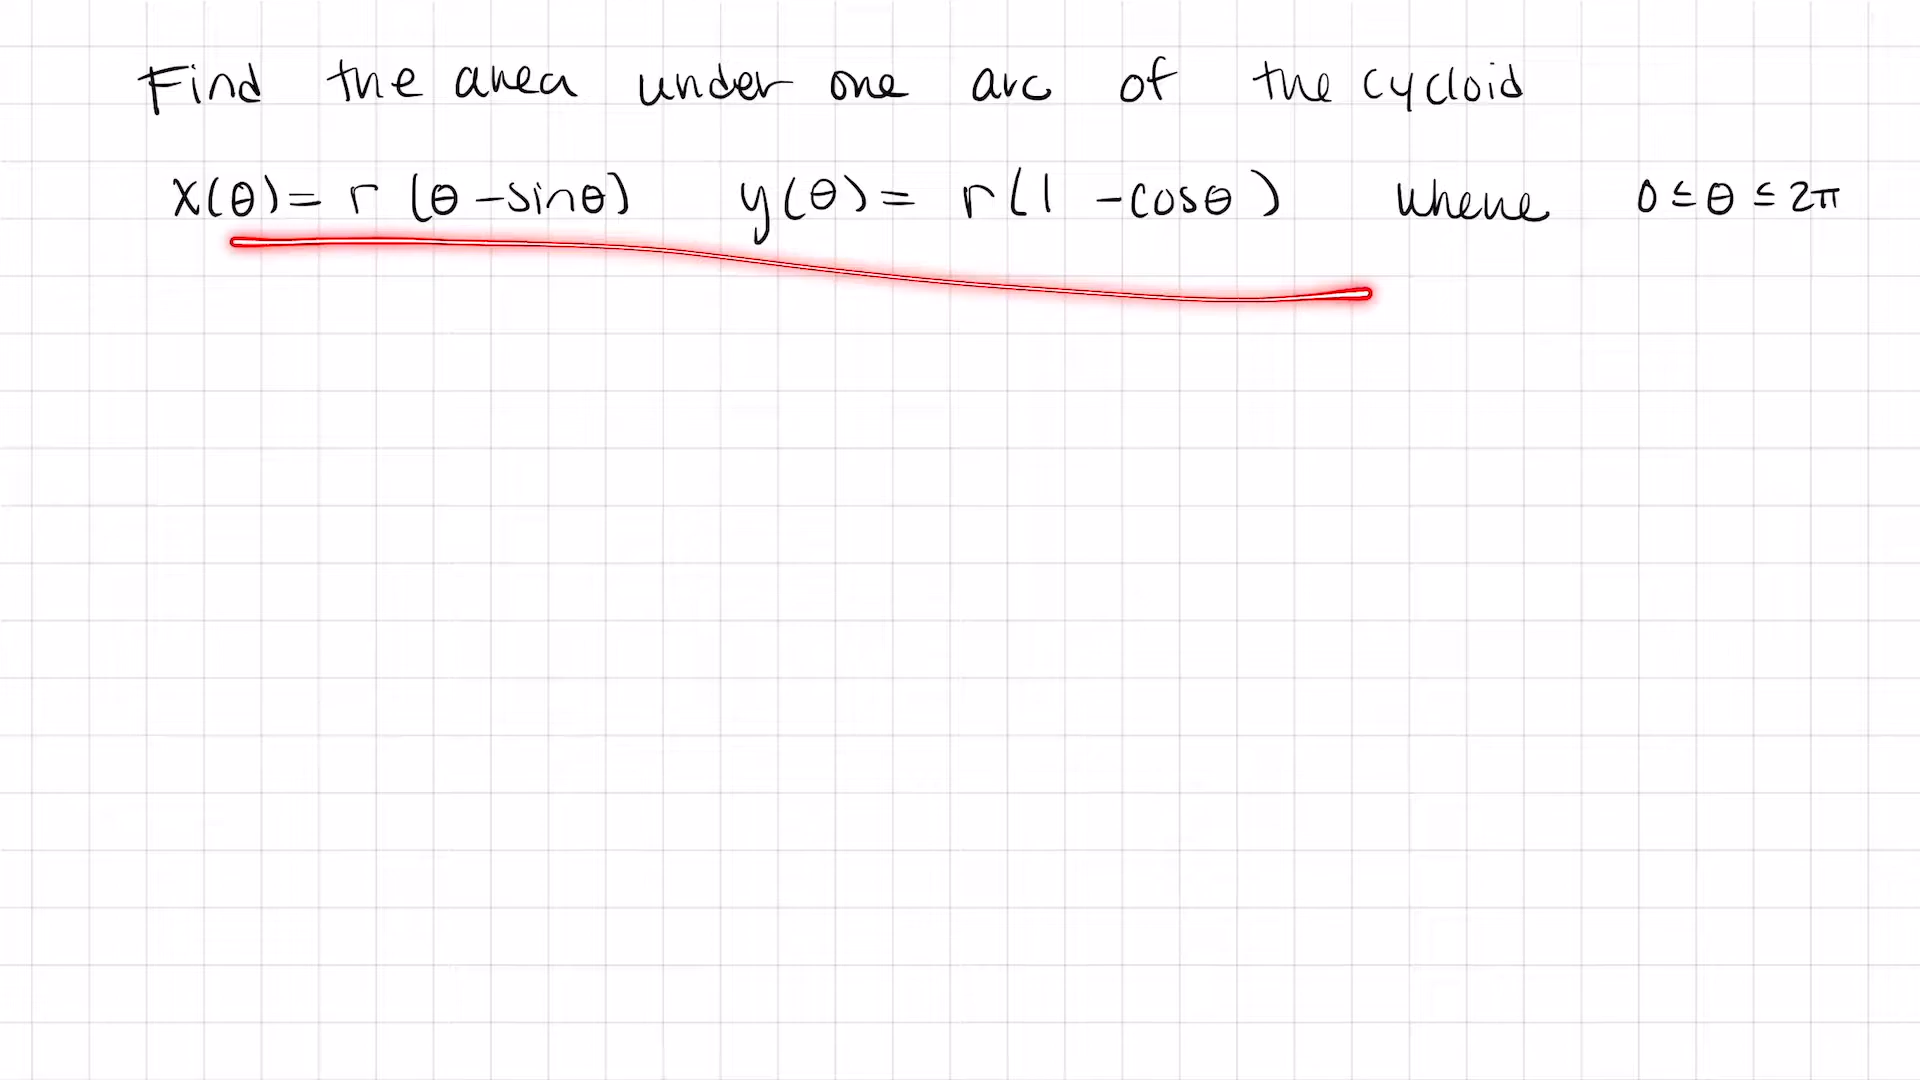 Find the area under one arc of the cycloid
x(θ) = r (θ - sinθ) y(θ) = r(1 - cosθ) where 0 ≤ θ ≤ 2π